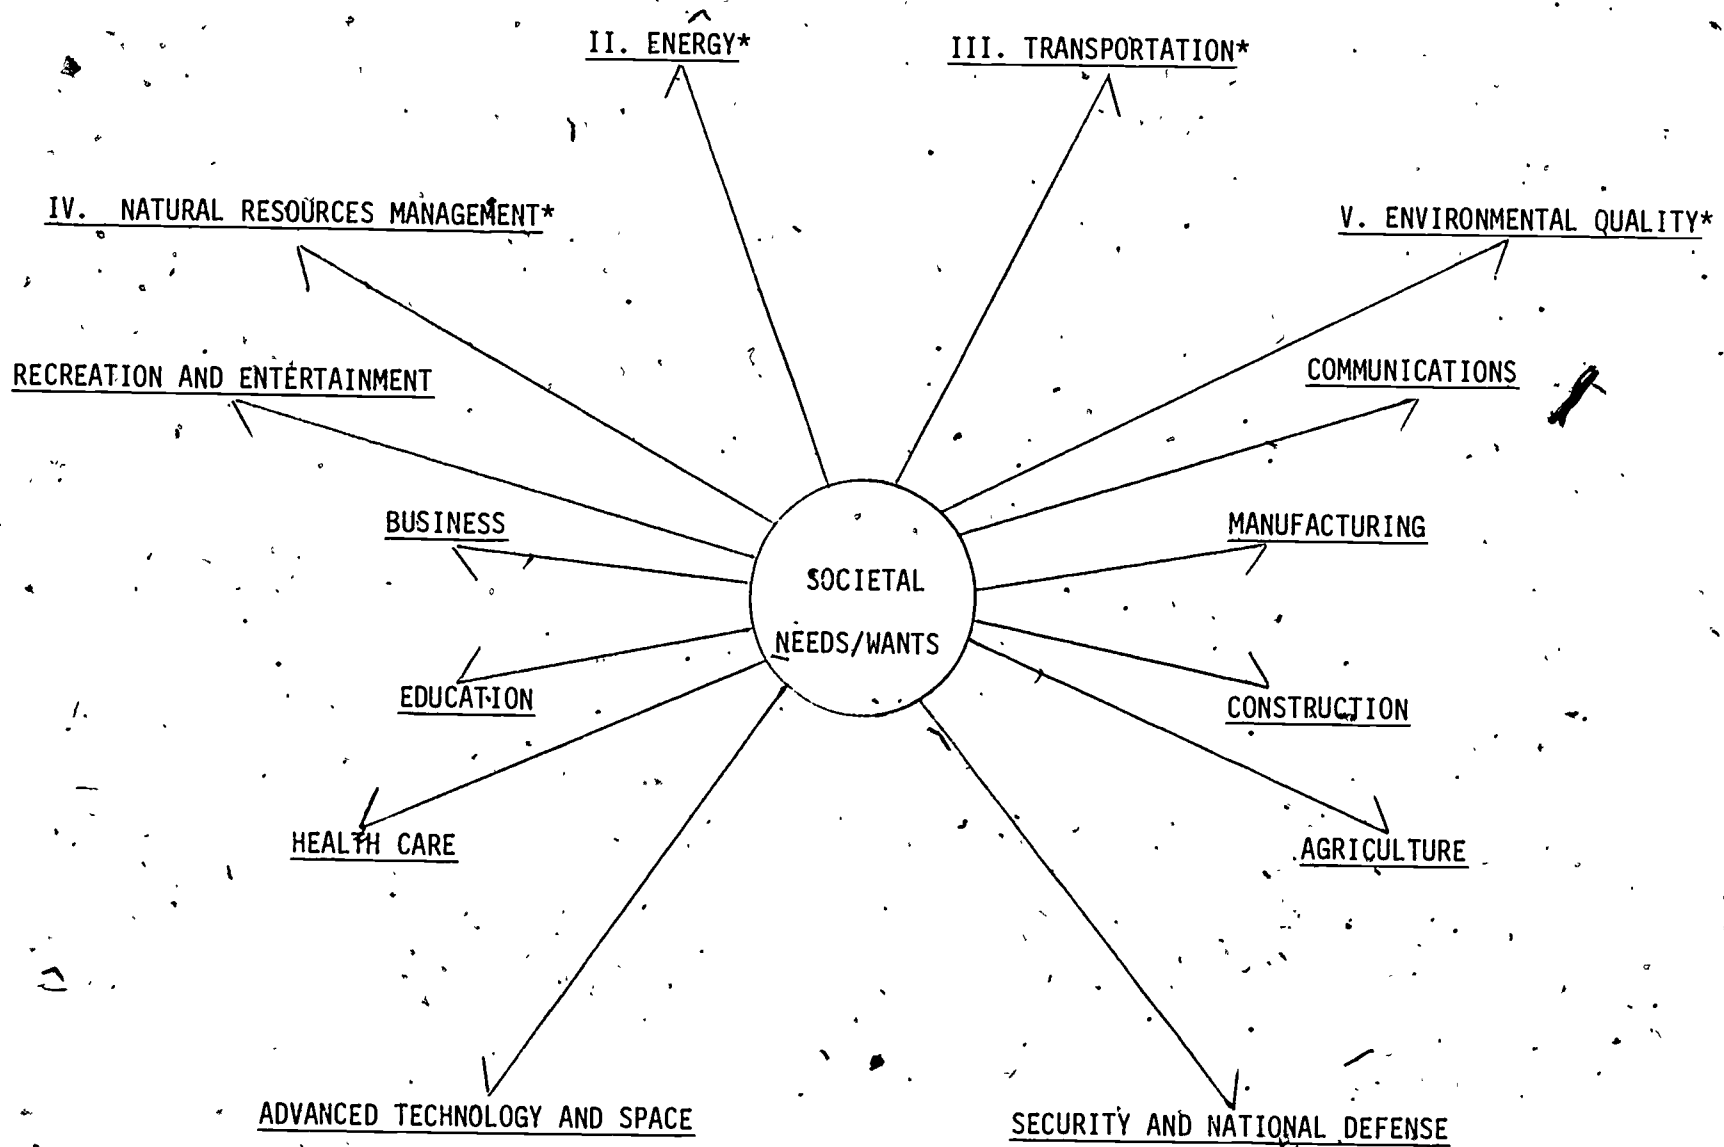 II. ENERGY*
III. TRANSPORTATION*
IV. NATURAL RESOURCES MANAGEMENT*
V. ENVIRONMENTAL QUALITY*
RECREATION AND ENTERTAINMENT
COMMUNICATIONS
BUSINESS
MANUFACTURING
SOCIETAL
NEEDS/WANTS
EDUCATION
CONSTRUCTION
HEALTH CARE
AGRICULTURE
ADVANCED TECHNOLOGY AND SPACE
SECURITY AND NATIONAL DEFENSE